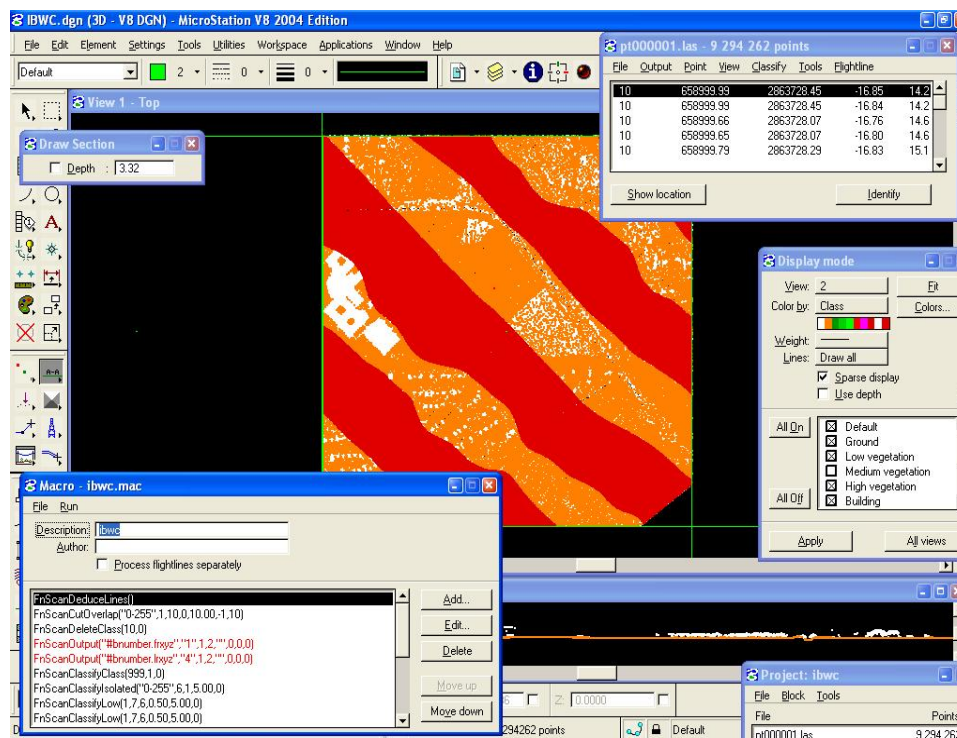 IBWC.dgn (3D - V8 DGN) - MicroStation V8 2004 Edition
File Edit Element Settings Tools Utilities Workspace Applications Window Help
Default 2 0 0
View 1 - Top
Draw Section
Depth : 3.32
pt000001.las - 9 294 262 points
File Output Point View Classify Tools Flightline
10 658999.99 2863728.45 -16.85 14.2
10 658999.99 2863728.45 -16.84 14.2
10 658999.66 2863728.07 -16.76 14.6
10 658999.65 2863728.07 -16.80 14.6
10 658999.79 2863728.29 -16.83 15.1
Show location Identify
Display mode
View: 2 Fit
Color by: Class Colors...
Weight:
Lines: Draw all
Sparse display
Use depth
All On
Default
Ground
Low vegetation
Medium vegetation
High vegetation
Building
All Off
Apply All views
Macro - ibwc.mac
File Run
Description: ibwc
Author:
Process flightlines separately
FnScanDeduceLines()
FnScanCutOverlap("0-255",1,10,0,10.00,-1,10)
FnScanDeleteClass(10,0)
FnScanOutput("#bnumber.lrxyz","1",1,2,"",0,0,0)
FnScanOutput("#bnumber.frxyz","4",1,2,"",0,0,0)
FnScanClassifyClass(999,1,0)
FnScanClassifyIsolated("0-255",6,1,5.00,0)
FnScanClassifyLow(1,7,6,0.50,5.00,0)
FnScanClassifyLow(1,7,6,0.50,5.00,0)
Add...
Edit...
Delete
Move up
Move down
Z: 0.0000
294262 points Default
Project: ibwc
File Block Tools
File Points
pt000001.las 9 294 262